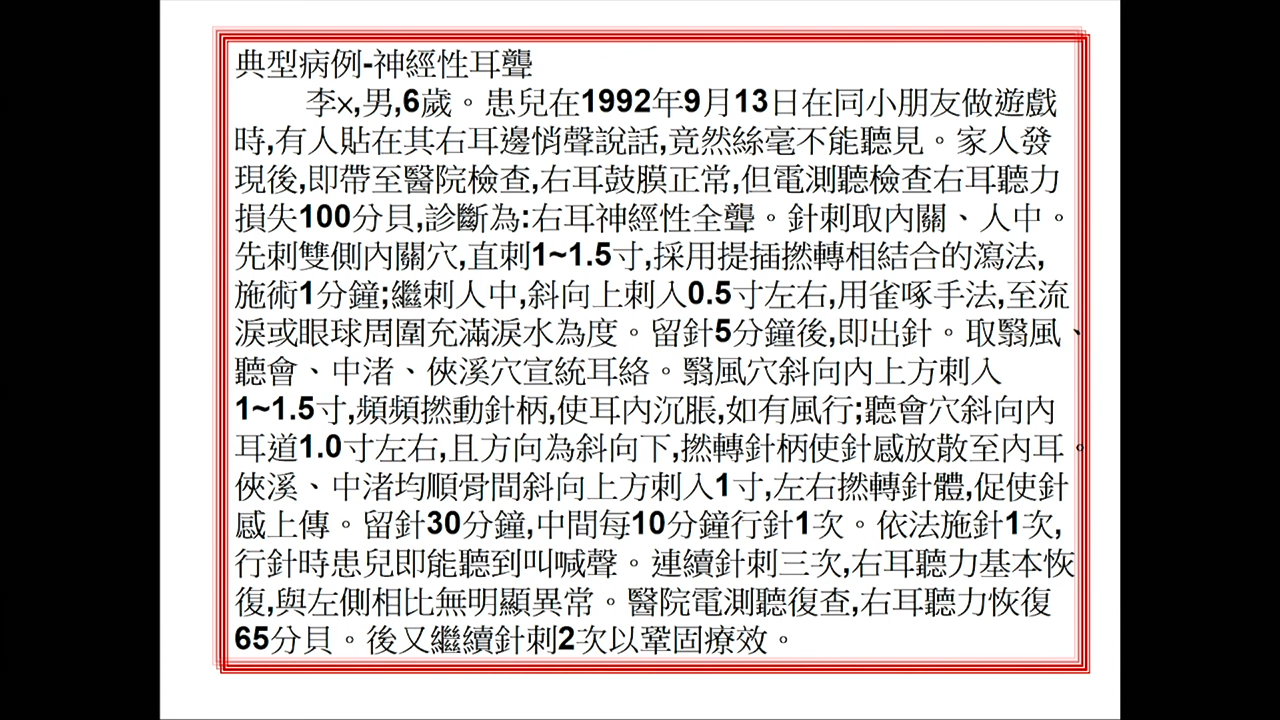 典型病例-神經性耳聾
李×,男,6歲。患兒在1992年9月13日在同小朋友做遊戲
時,有人貼在其右耳邊悄聲說話,竟然絲毫不能聽見。家人發
現後,即帶至醫院檢查,右耳鼓膜正常,但電測聽檢查右耳聽力
損失100分貝,診斷為:右耳神經性全聾。針刺取內關、人中。
先刺雙側內關穴,直刺1~1.5寸,採用提插撚轉相結合的瀉法,
施術1分鐘;繼刺人中,斜向上刺入0.5寸左右,用雀啄手法,至流
淚或眼球周圍充滿淚水為度。留針5分鐘後,即出針。取翳風、
聽會、中渚、俠溪穴宣統耳絡。翳風穴斜向內上方刺入
1~1.5寸,頻頻撚動針柄,使耳內沉脹,如有風行;聽會穴斜向內
耳道1.0寸左右,且方向為斜向下,撚轉針柄使針感放散至內耳。
俠溪、中渚均順骨間斜向上方刺入1寸,左右撚轉針體,促使針
感上傳。留針30分鐘,中間每10分鐘行針1次。依法施針1次,
行針時患兒即能聽到叫喊聲。連續針刺三次,右耳聽力基本恢
復,與左側相比無明顯異常。醫院電測聽復查,右耳聽力恢復
65分貝。後又繼續針刺2次以鞏固療效。